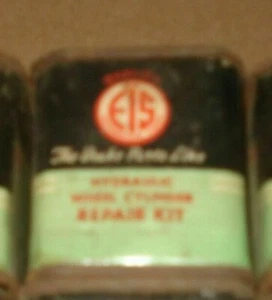 EIS
The Brake Parts Line
HYDRAULIC
WHEEL CYLINDER
REPAIR KIT